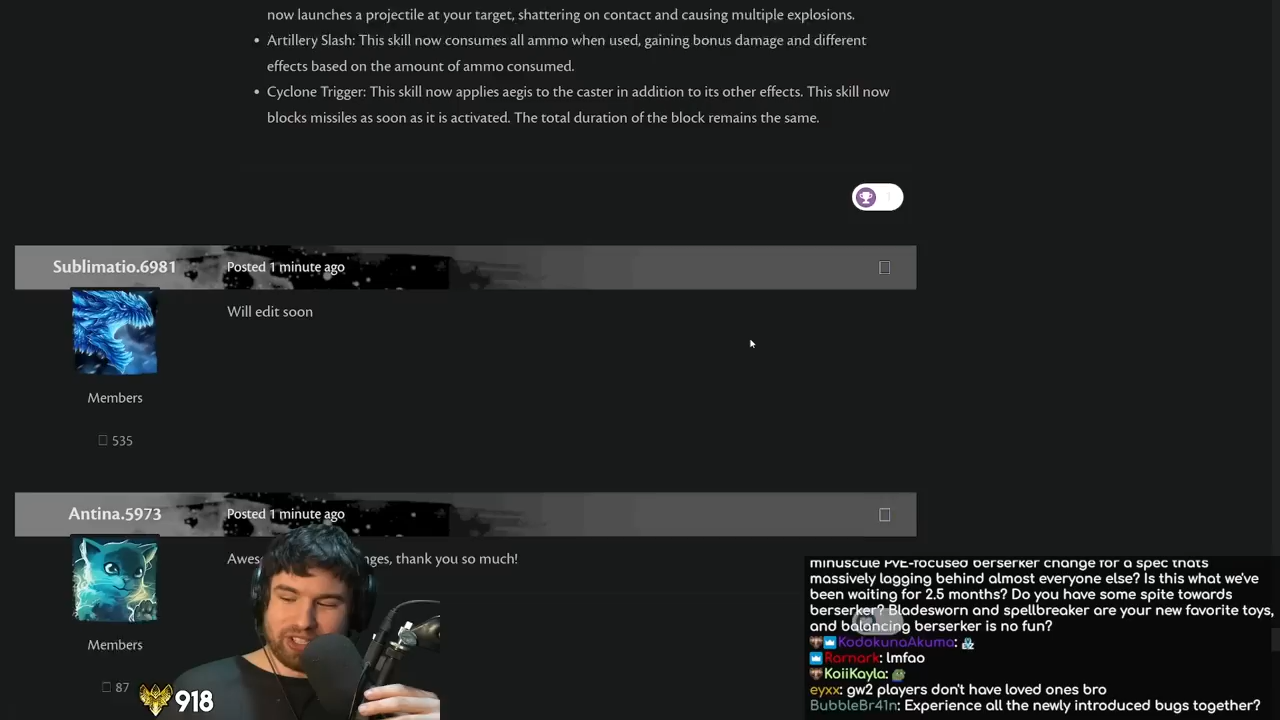 now launches a projectile at your target, shattering on contact and causing multiple explosions.
• Artillery Slash: This skill now consumes all ammo when used, gaining bonus damage and different
effects based on the amount of ammo consumed.
• Cyclone Trigger: This skill now applies aegis to the caster in addition to its other effects. This skill now
blocks missiles as soon as it is activated. The total duration of the block remains the same.
1
Sublimatio.6981
Posted 1 minute ago
Will edit soon
Members
535
Antina.5973
Posted 1 minute ago
nges, thank you so much!
Members
87
918
minuscule PvE-focused berserker change for a spec thats
massively lagging behind almost everyone else? Is this what we've
been waiting for 2.5 months? Do you have some spite towards
berserker? Bladesworn and spellbreaker are your new favorite toys,
and balancing berserker is no fun?
KodokunaAkuma:
Rornark: lmfao
KoiiKayla:
eyxx: gw2 players don't have loved ones bro
BubbleBr41n: Experience all the newly introduced bugs together?